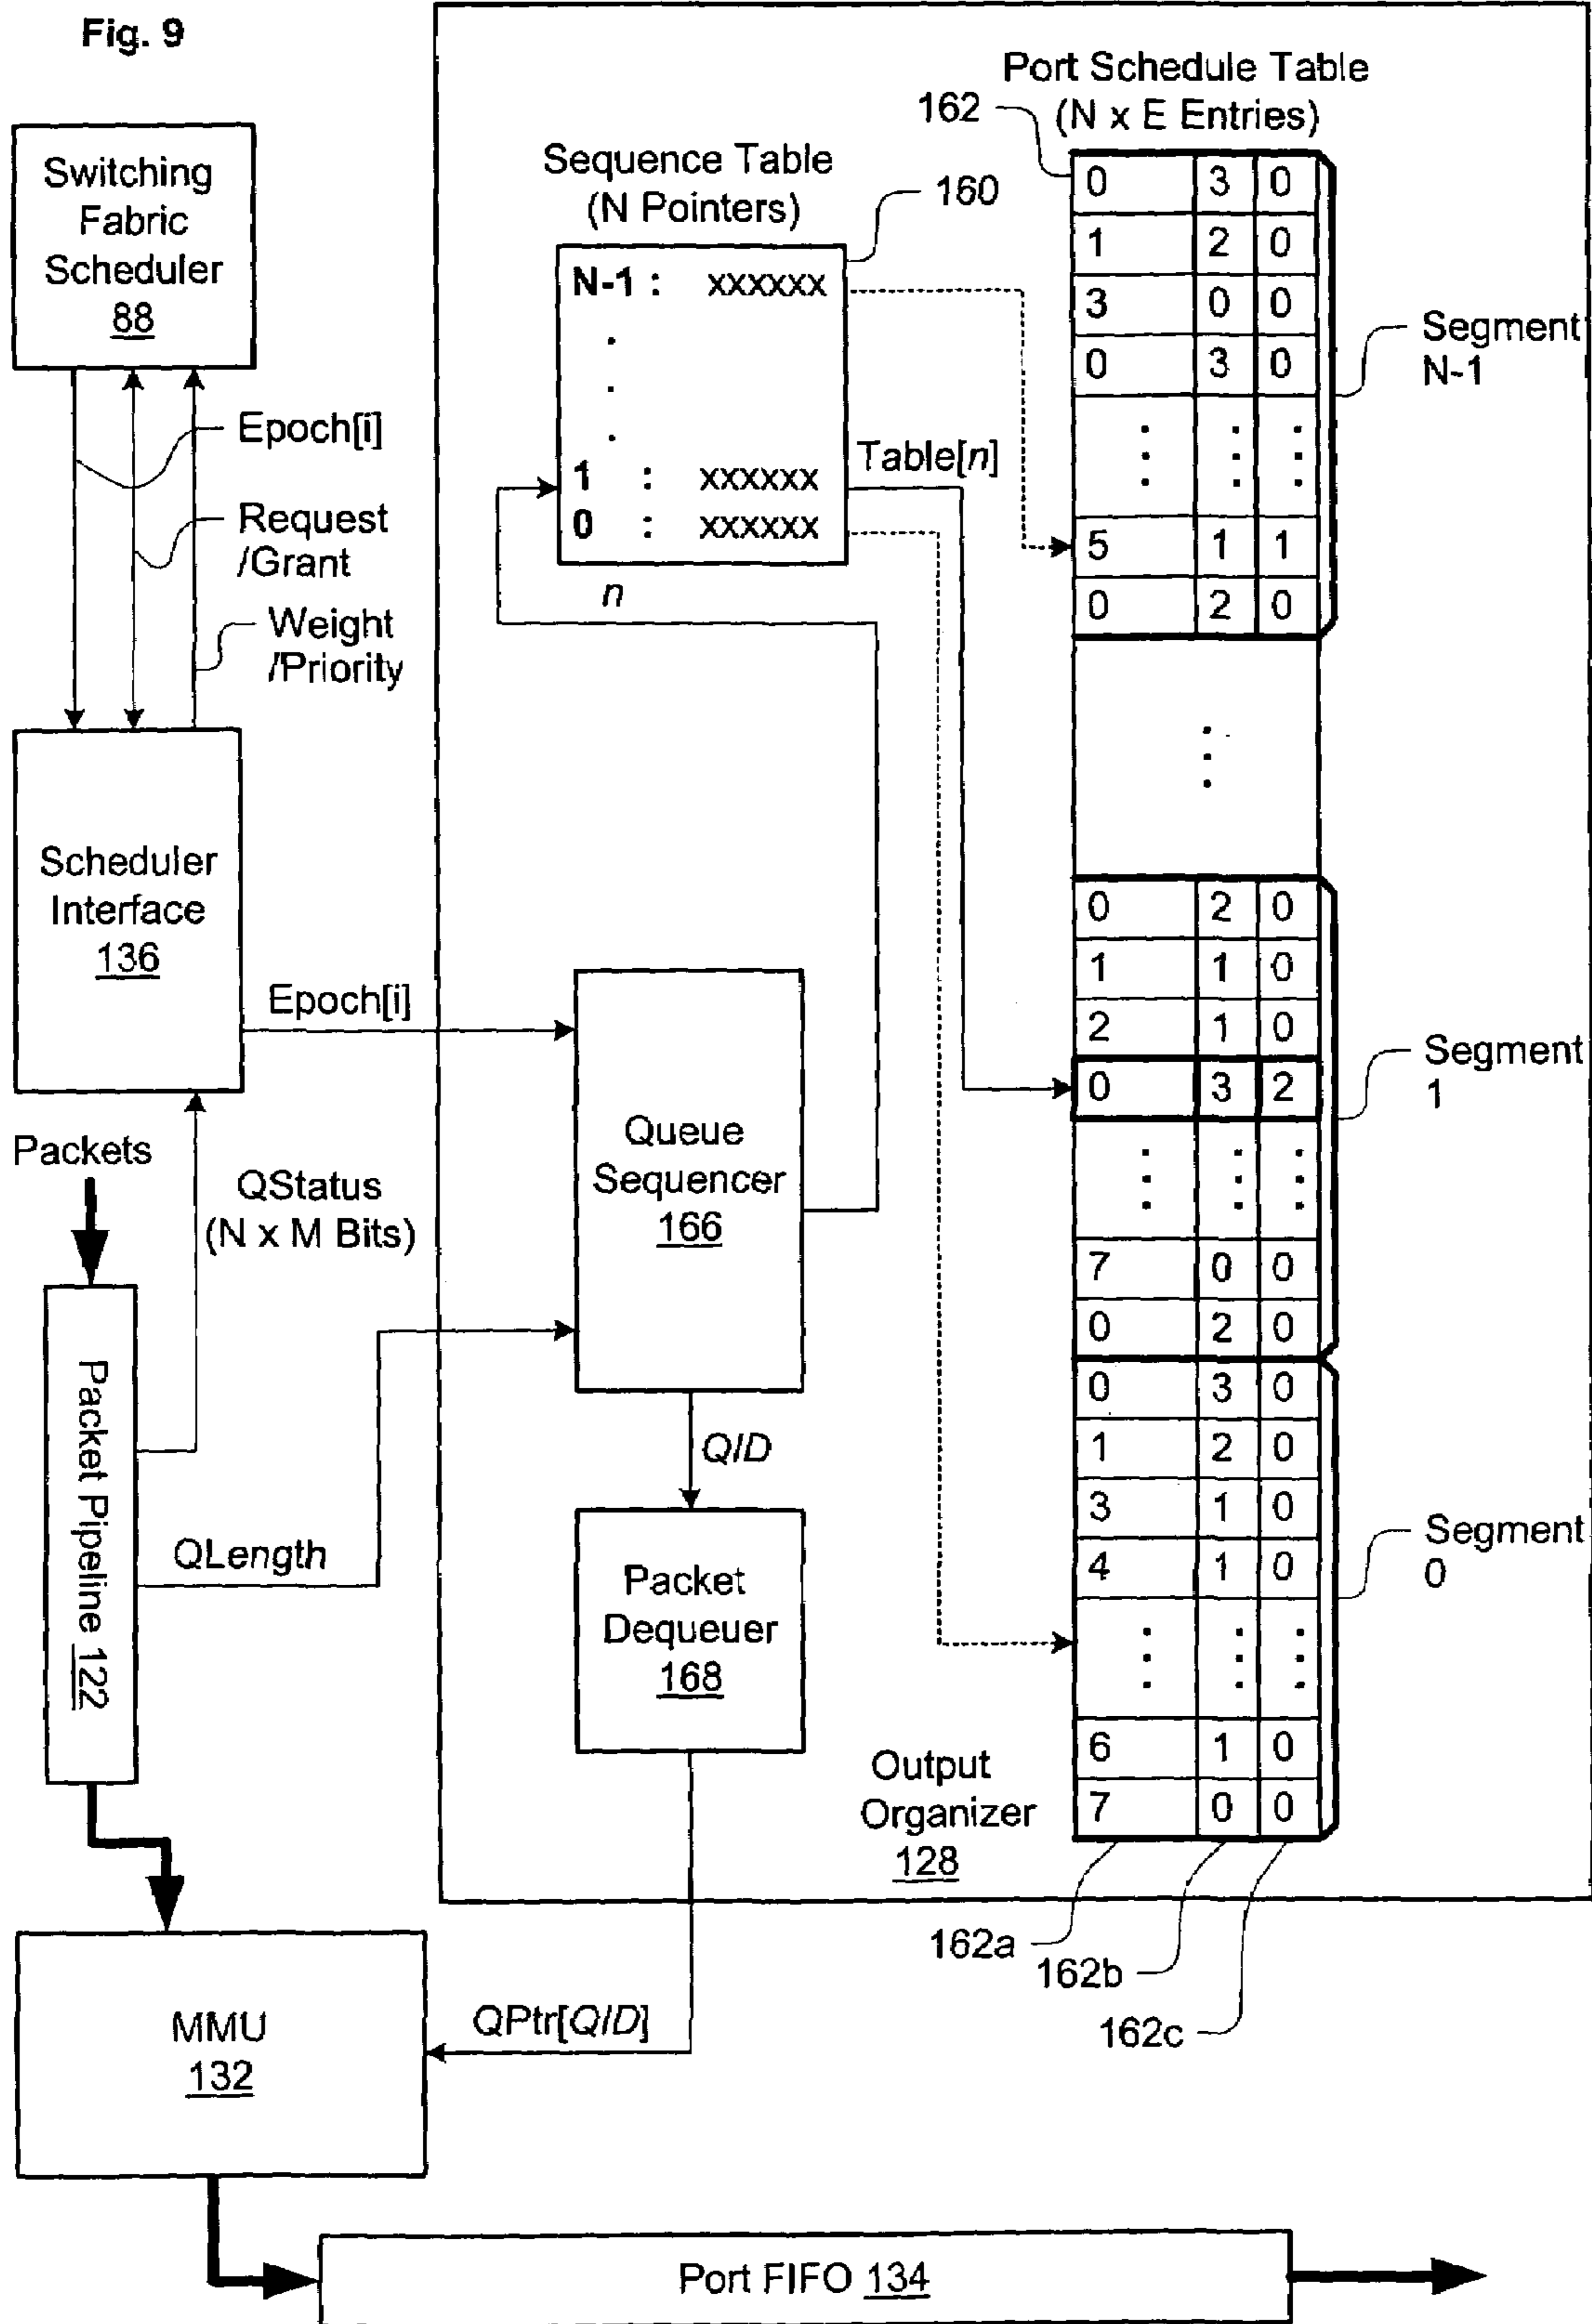 Fig. 9
Switching
Fabric
Scheduler
88
Epoch[i]
Request
/Grant
Weight
/Priority
Scheduler
Interface
136
Epoch[i]
Packets
QStatus
(N x M Bits)
Packet Pipeline 122
QLength
MMU
132
QPtr[Q/D]
Port FIFO 134
Sequence Table
(N Pointers)
160
N-1 : xxxxxx
.
.
.
1 : xxxxxx
0 : xxxxxx
Table[n]
n
Queue
Sequencer
166
Q/D
Packet
Dequeuer
168
Output
Organizer
128
Port Schedule Table
(N x E Entries)
162
0 3 0
1 2 0
3 0 0
0 3 0
⋮ ⋮ ⋮
5 1 1
0 2 0
Segment
N-1
⋮
0 2 0
1 1 0
2 1 0
0 3 2
⋮ ⋮ ⋮
7 0 0
0 2 0
Segment
1
0 3 0
1 2 0
3 1 0
4 1 0
⋮ ⋮ ⋮
6 1 0
7 0 0
Segment
0
162a
162b
162c